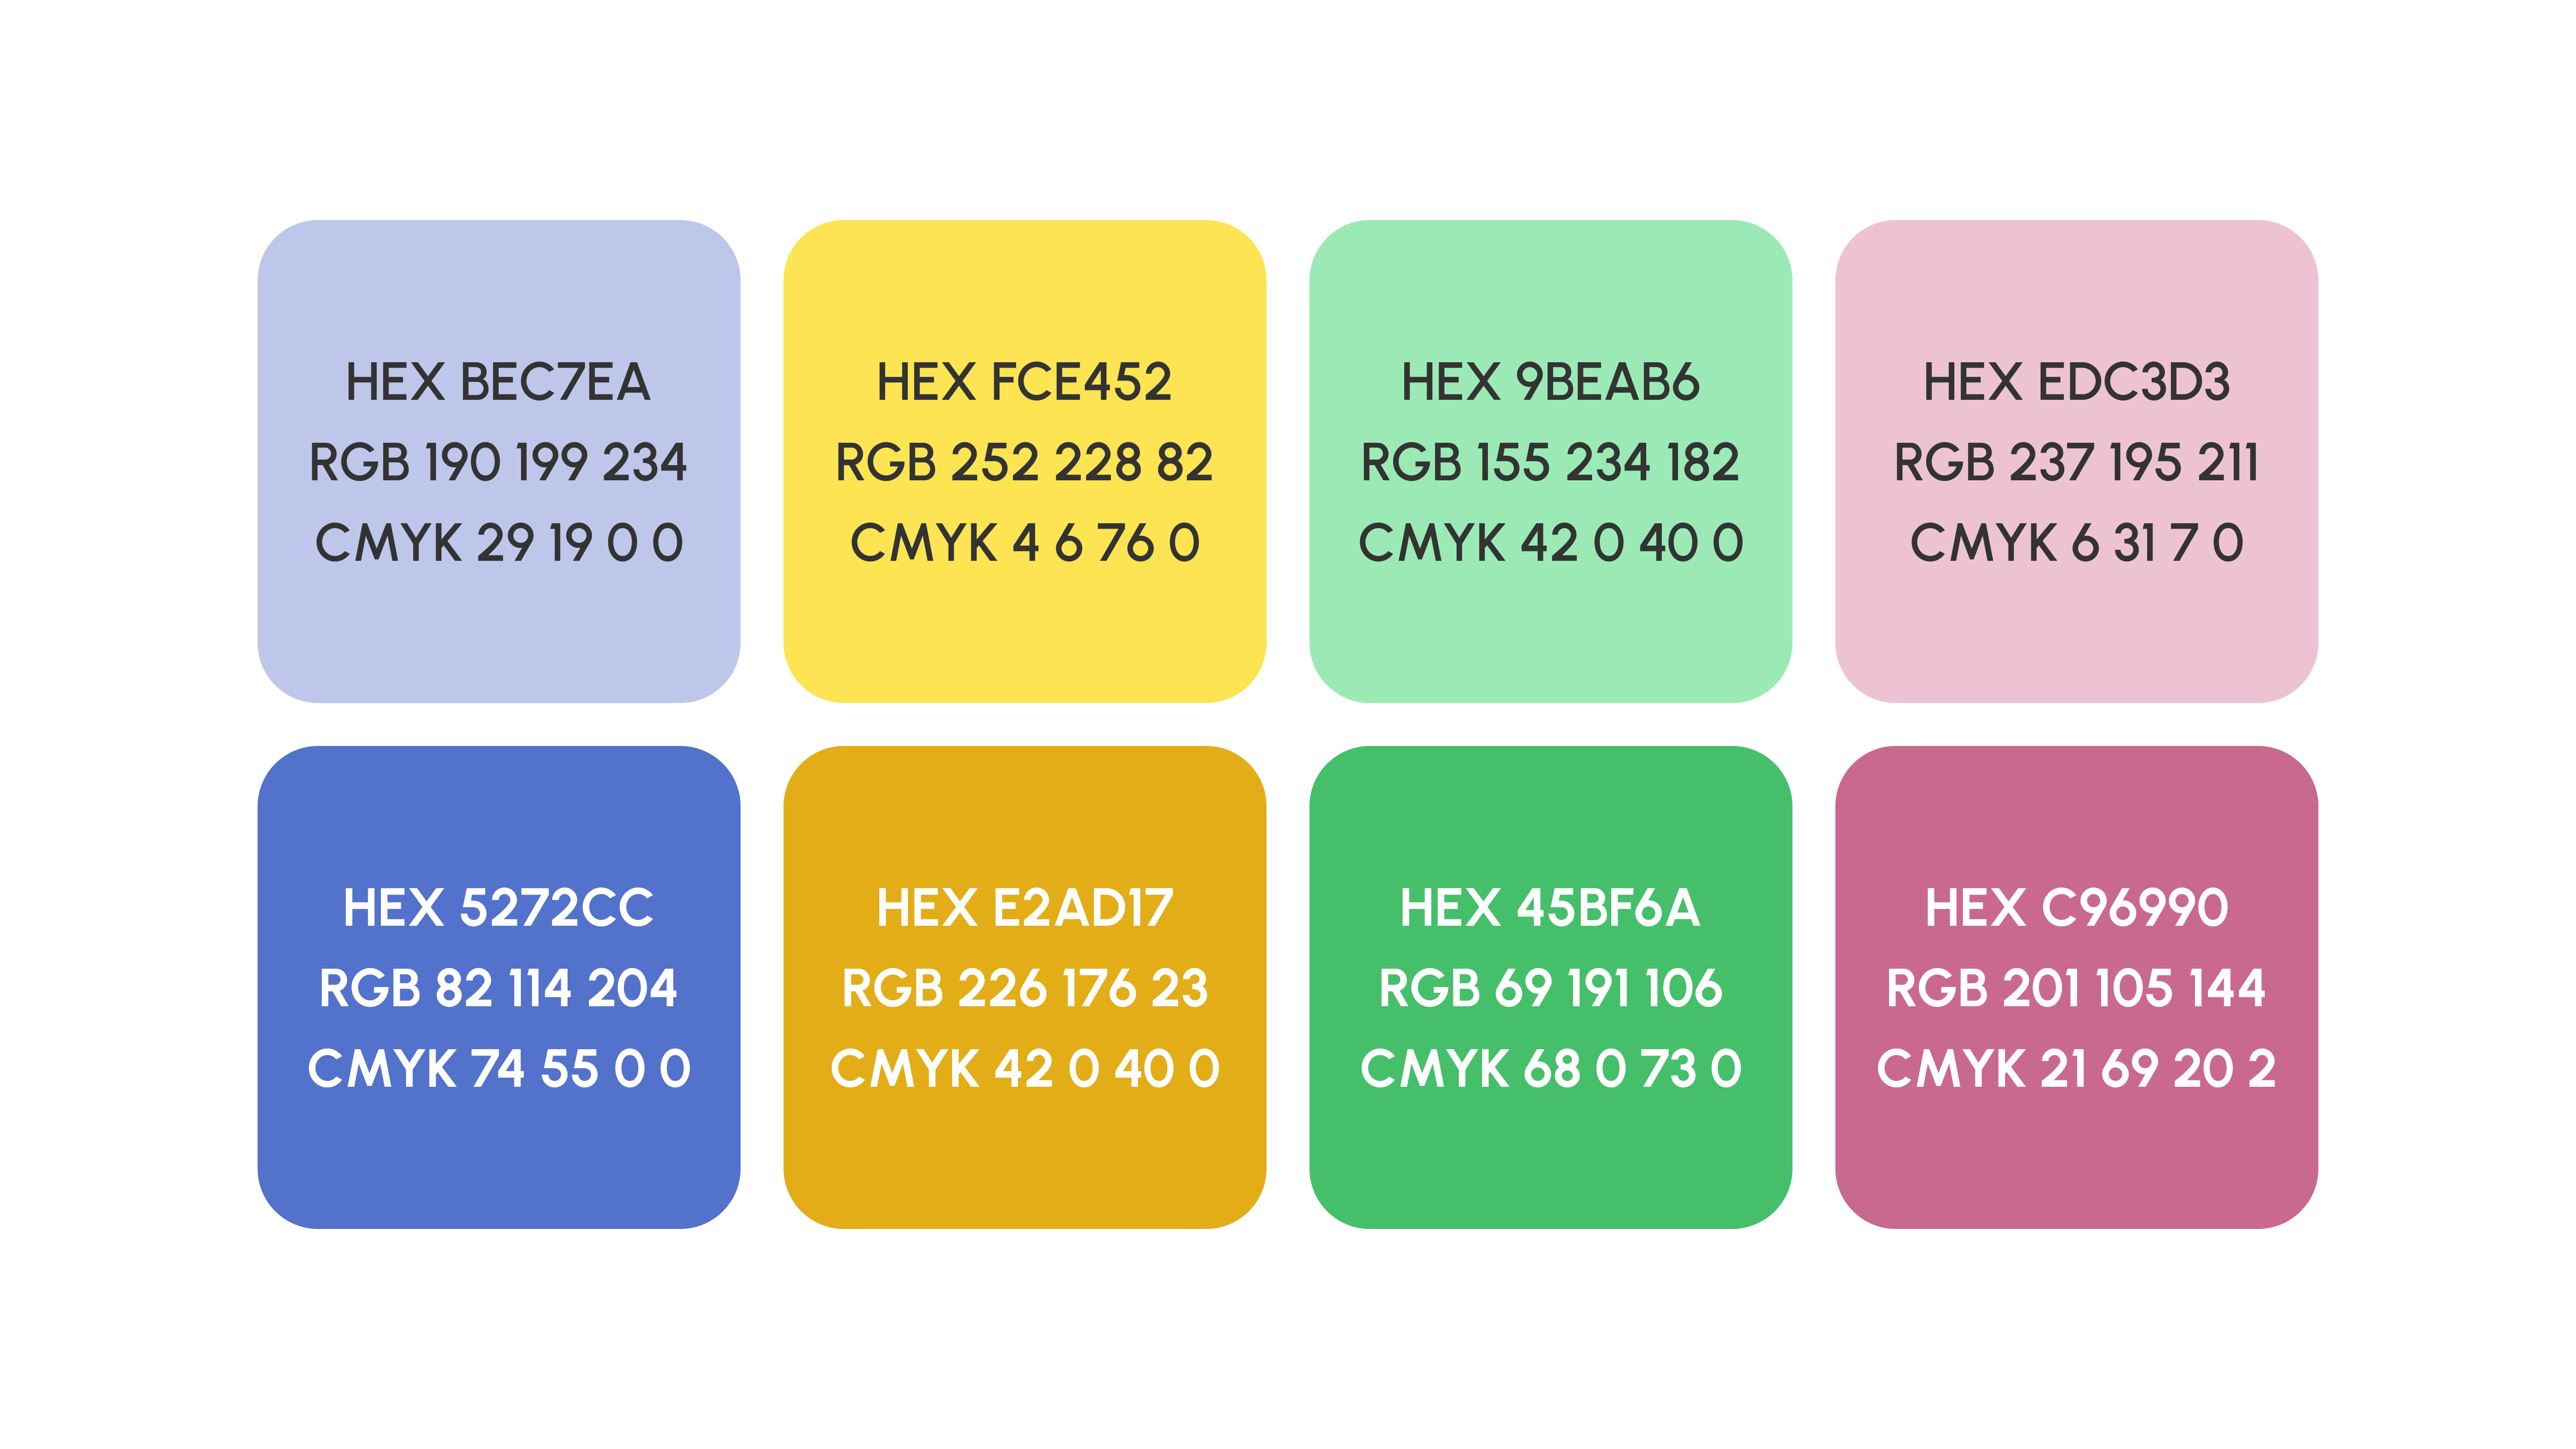 HEX BEC7EA
RGB 190 199 234
CMYK 29 19 0 0
HEX FCE452
RGB 252 228 82
CMYK 4 6 76 0
HEX 9BEAB6
RGB 155 234 182
CMYK 42 0 40 0
HEX EDC3D3
RGB 237 195 211
CMYK 6 31 7 0
HEX 5272CC
RGB 82 114 204
CMYK 74 55 0 0
HEX E2AD17
RGB 226 176 23
CMYK 42 0 40 0
HEX 45BF6A
RGB 69 191 106
CMYK 68 0 73 0
HEX C96990
RGB 201 105 144
CMYK 21 69 20 2